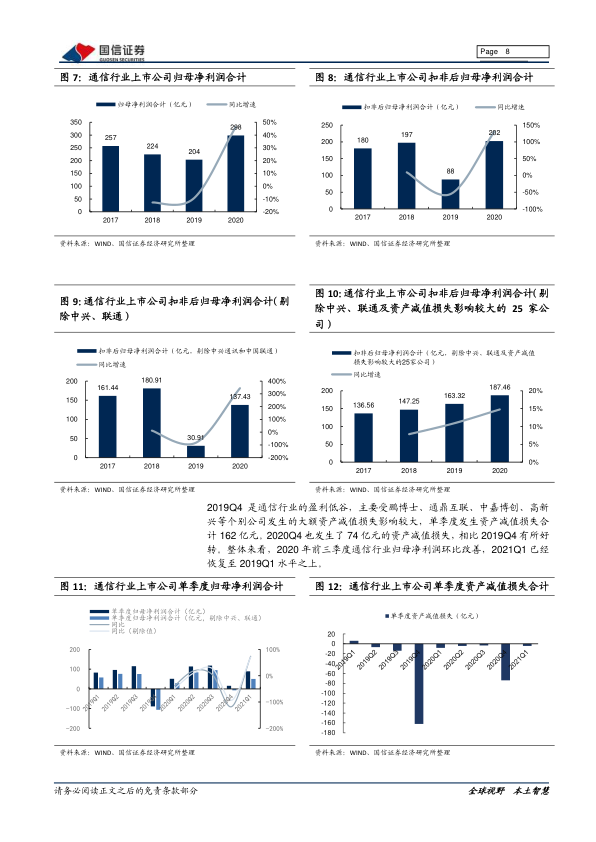 国信证券
GUOSEN SECURITIES
Page 8
图 7：通信行业上市公司归母净利润合计
归母净利润合计（亿元） 同比增速
350
300
250
200
150
100
50
0
257
224
204
298
50%
40%
30%
20%
10%
0%
-10%
-20%
2017 2018 2019 2020
资料来源：WIND、国信证券经济研究所整理
图 8：通信行业上市公司扣非后归母净利润合计
扣非后归母净利润合计（亿元） 同比增速
250
200
150
100
50
0
180
197
88
202
150%
100%
50%
0%
-50%
-100%
2017 2018 2019 2020
资料来源：WIND、国信证券经济研究所整理
图 9：通信行业上市公司扣非后归母净利润合计（剔
除中兴、联通）
扣非后归母净利润合计（亿元，剔除中兴通讯和中国联通）
同比增速
200
150
100
50
0
161.44
180.91
30.91
137.43
400%
300%
200%
100%
0%
-100%
-200%
2017 2018 2019 2020
资料来源：WIND、国信证券经济研究所整理
图 10：通信行业上市公司扣非后归母净利润合计（剔
除中兴、联通及资产减值损失影响较大的 25 家公
司）
扣非后归母净利润合计（亿元，剔除中兴、联通及资产减值
损失影响较大的25家公司）
同比增速
200
150
100
50
0
136.56
147.25
163.32
187.46
20%
15%
10%
5%
0%
2017 2018 2019 2020
资料来源：WIND、国信证券经济研究所整理
2019Q4 是通信行业的盈利低谷，主要受鹏博士、通鼎互联、中嘉博创、高新
兴等个别公司发生的大额资产减值损失影响较大，单季度发生资产减值损失合
计 162 亿元。2020Q4 也发生了 74 亿元的资产减值损失，相比 2019Q4 有所好
转。整体来看，2020 年前三季度通信行业归母净利润环比改善，2021Q1 已经
恢复至 2019Q1 水平之上。
图 11：通信行业上市公司单季度归母净利润合计
单季度归母净利润合计（亿元）
单季度归母净利润合计（亿元，剔除中兴、联通）
同比
同比（剔除值）
200
100
0
-100
-200
100%
0%
-100%
-200%
2019Q1 2019Q2 2019Q3 2019Q4 2020Q1 2020Q2 2020Q3 2020Q4 2021Q1
资料来源：WIND、国信证券经济研究所整理
图 12：通信行业上市公司单季度资产减值损失合计
单季度资产减值损失（亿元）
20
0
-20
-40
-60
-80
-100
-120
-140
-160
-180
2019Q1 2019Q2 2019Q3 2019Q4 2020Q1 2020Q2 2020Q3 2020Q4 2021Q1
资料来源：WIND、国信证券经济研究所整理
请务必阅读正文之后的免责条款部分
全球视野 本土智慧